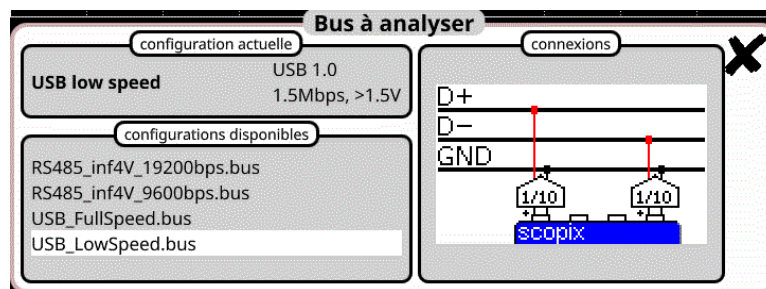 Bus à analyser
configuration actuelle
USB low speed
USB 1.0
1.5Mbps, >1.5V
configurations disponibles
RS485_inf4V_19200bps.bus
RS485_inf4V_9600bps.bus
USB_FullSpeed.bus
USB_LowSpeed.bus
connexions
D+
D−
GND
1/10 1/10
+ +
scopix